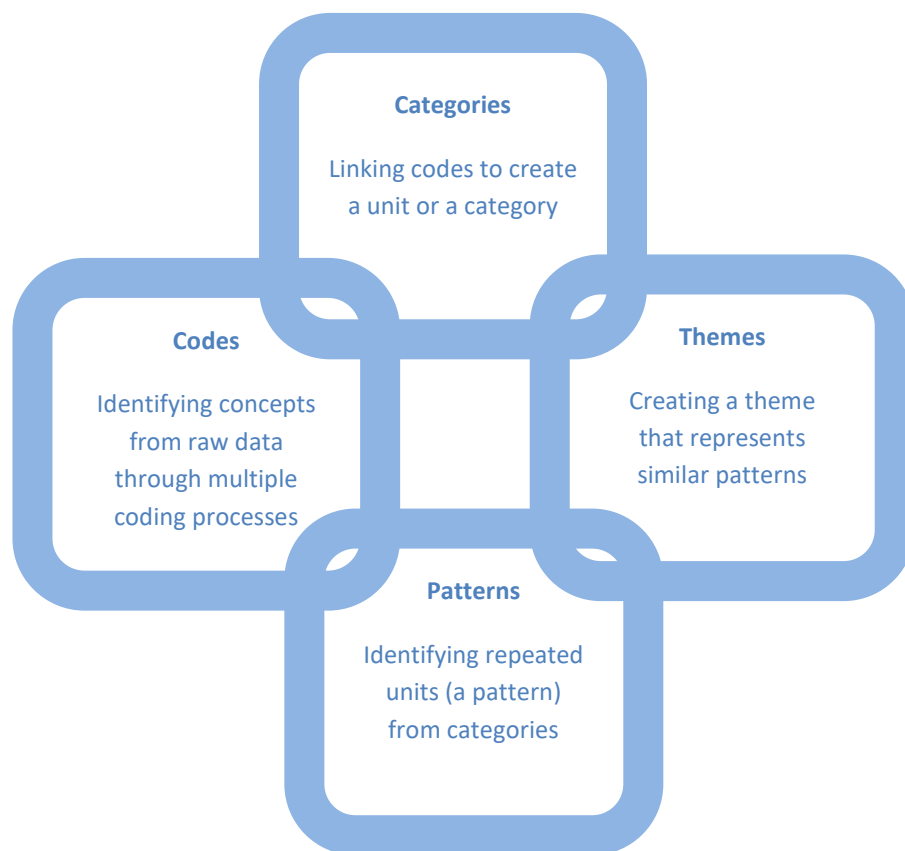 Categories
Linking codes to create
a unit or a category
Codes
Identifying concepts
from raw data
through multiple
coding processes
Themes
Creating a theme
that represents
similar patterns
Patterns
Identifying repeated
units (a pattern)
from categories